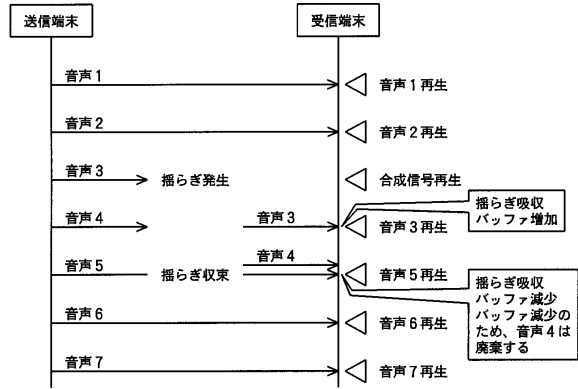 送信端末
受信端末
音声1
音声1再生
音声2
音声2再生
音声3
揺らぎ発生
合成信号再生
音声4
音声3
音声3再生
揺らぎ吸収
バッファ増加
音声4
音声5
揺らぎ収束
音声5再生
揺らぎ吸収
バッファ減少
バッファ減少の
ため、音声4は
廃棄する
音声6
音声6再生
音声7
音声7再生